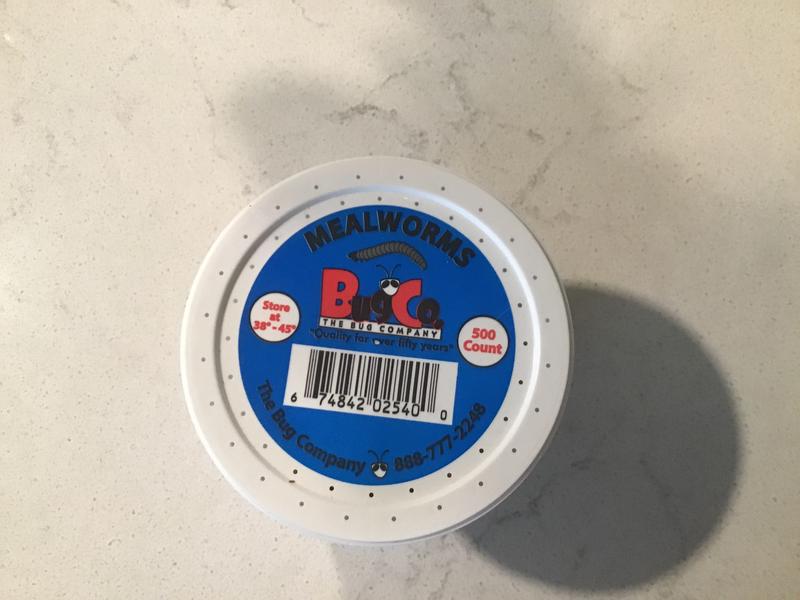 MEALWORMS
BugCo.
THE BUG COMPANY
"Quality for over fifty years"
Store
at
38°-45°
500
Count
6 74842 02540 0
The Bug Company 888-777-2248